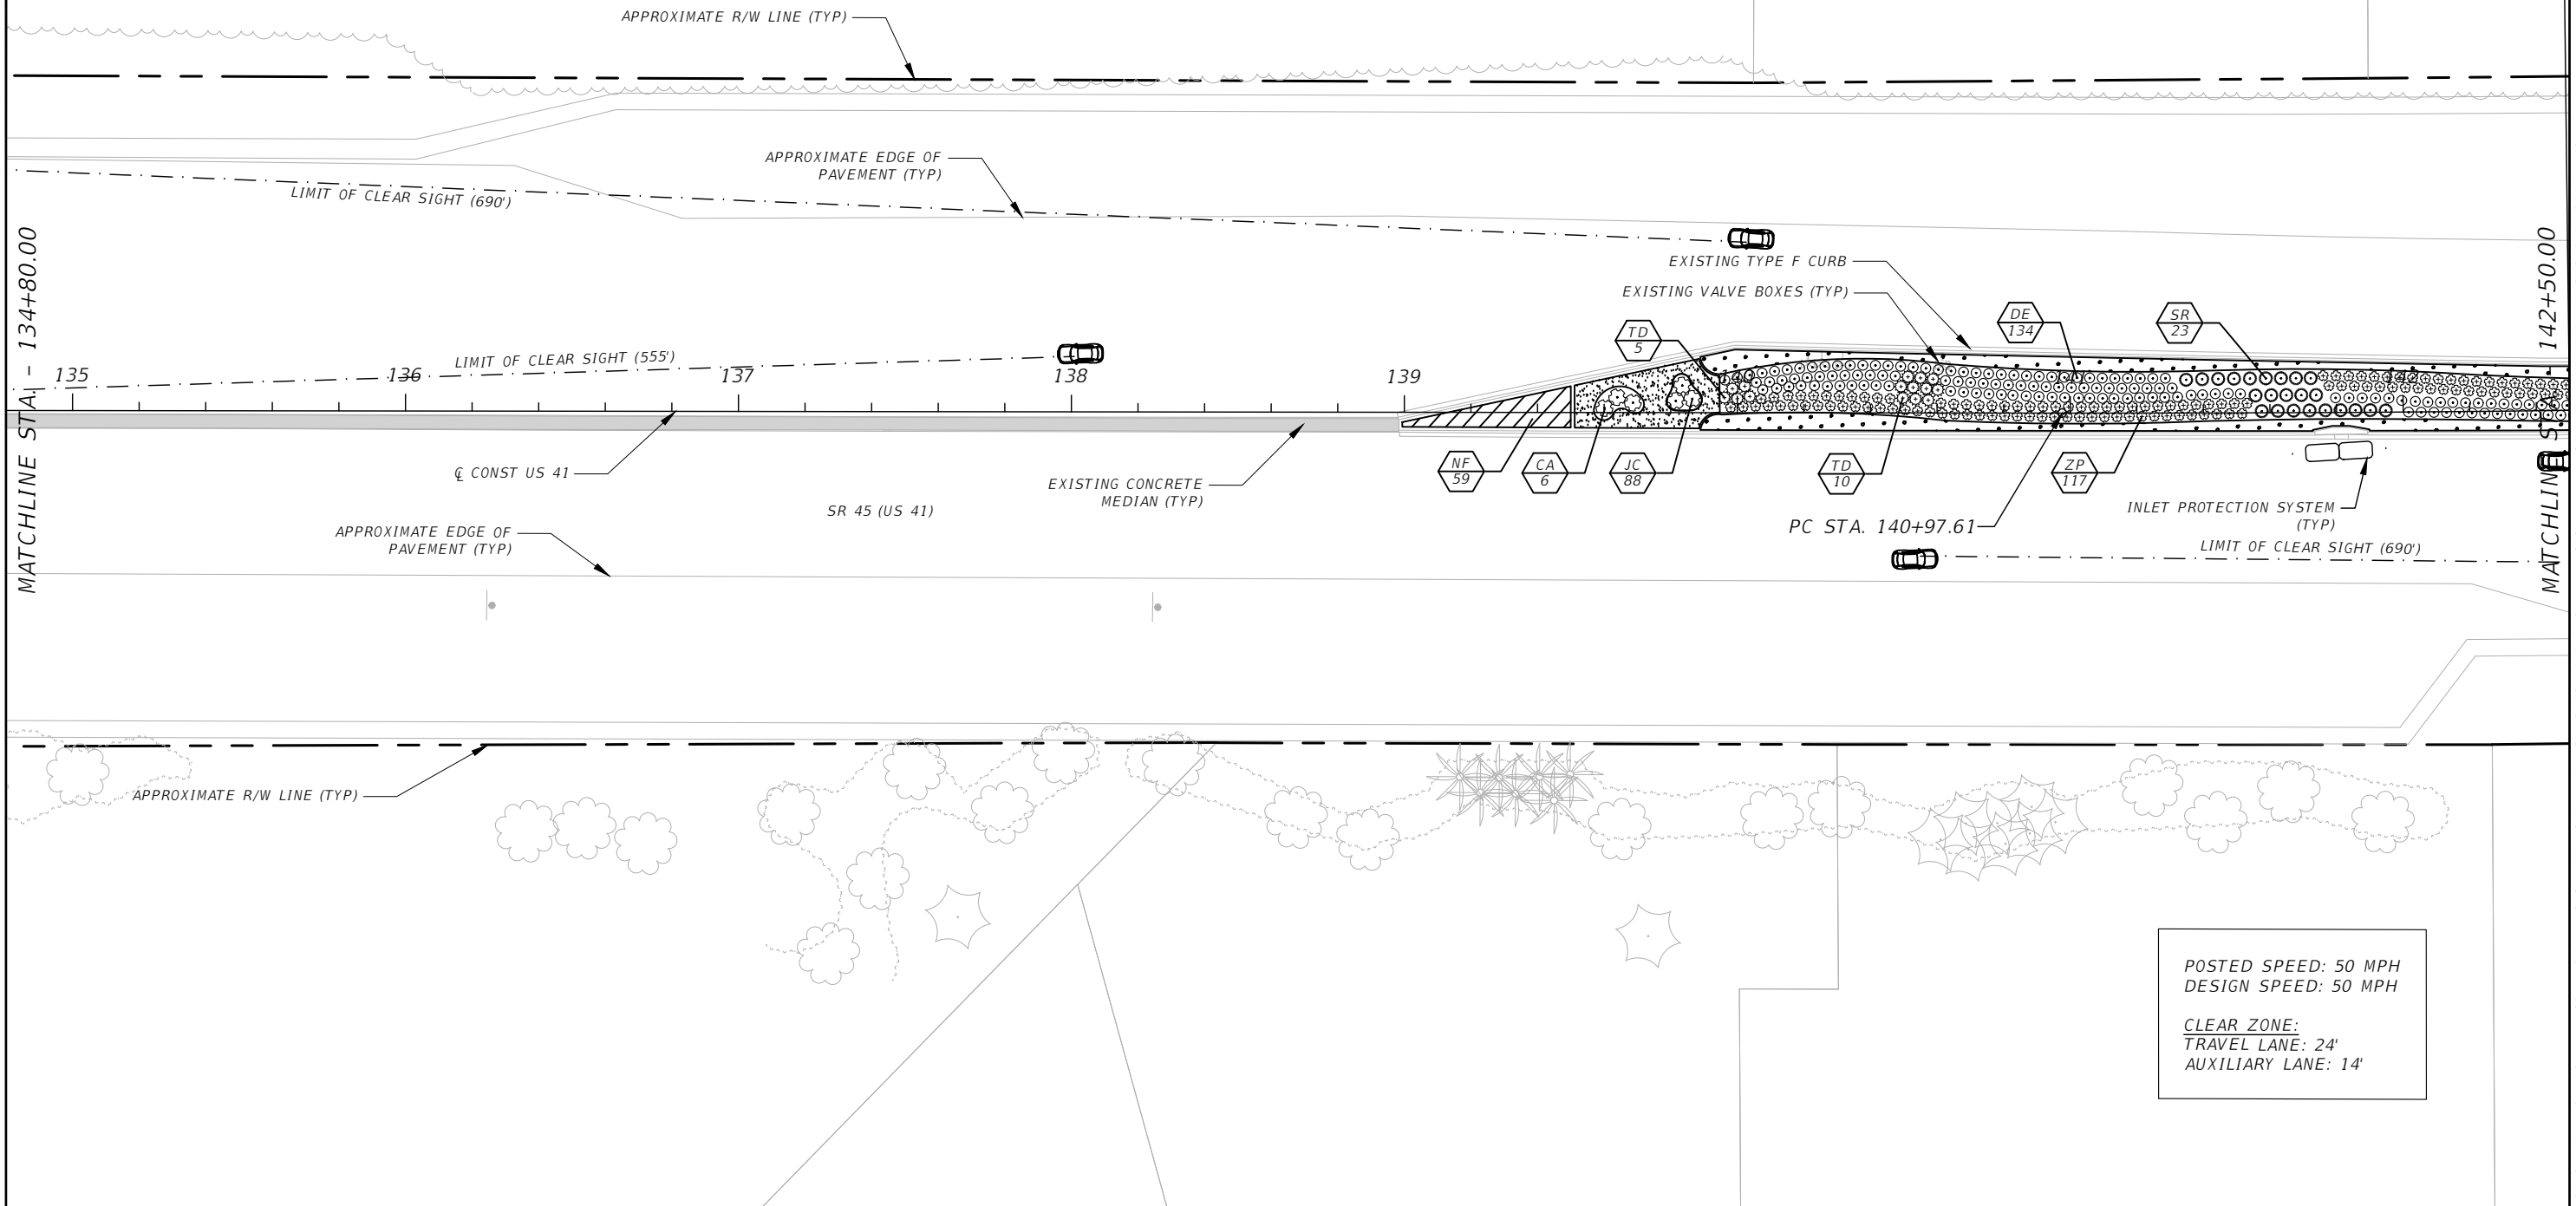 APPROXIMATE R/W LINE (TYP)
APPROXIMATE EDGE OF
PAVEMENT (TYP)
LIMIT OF CLEAR SIGHT (690')
MATCHLINE STA. - 134+80.00
MATCHLINE STA. - 142+50.00
EXISTING TYPE F CURB
EXISTING VALVE BOXES (TYP)
DE
134
SR
23
TD
5
LIMIT OF CLEAR SIGHT (555')
135
136
137
138
139
140
141
142
NF
59
CA
6
JC
88
TD
10
ZP
117
℄ CONST US 41
EXISTING CONCRETE
MEDIAN (TYP)
SR 45 (US 41)
PC STA. 140+97.61
INLET PROTECTION SYSTEM
(TYP)
APPROXIMATE EDGE OF
PAVEMENT (TYP)
LIMIT OF CLEAR SIGHT (690')
APPROXIMATE R/W LINE (TYP)
POSTED SPEED: 50 MPH
DESIGN SPEED: 50 MPH
CLEAR ZONE:
TRAVEL LANE: 24'
AUXILIARY LANE: 14'